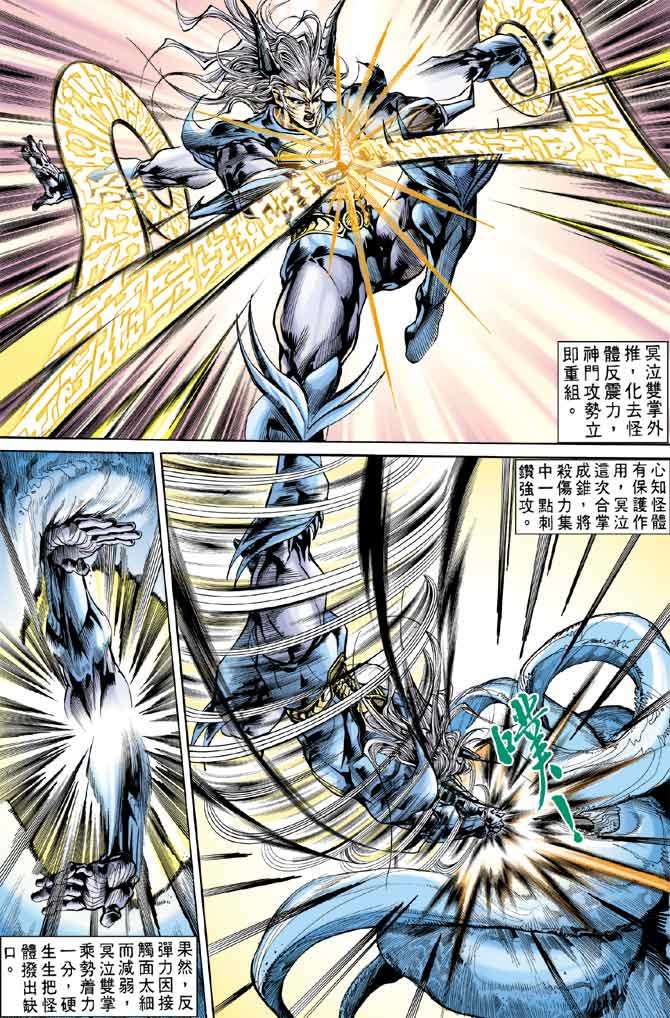 冥泣雙掌外
推，化去怪
體反震力，
神門攻勢立
即重組。
心知怪體
有保護作
用，冥泣
這次合掌
成錐，將
殺傷力集
中一點刺
鑽強攻。
噗！
果然，反
彈力因接
觸面太細
而減弱，
冥泣雙掌
乘勢着力
一分，硬
生生把怪
體撥出缺
口。